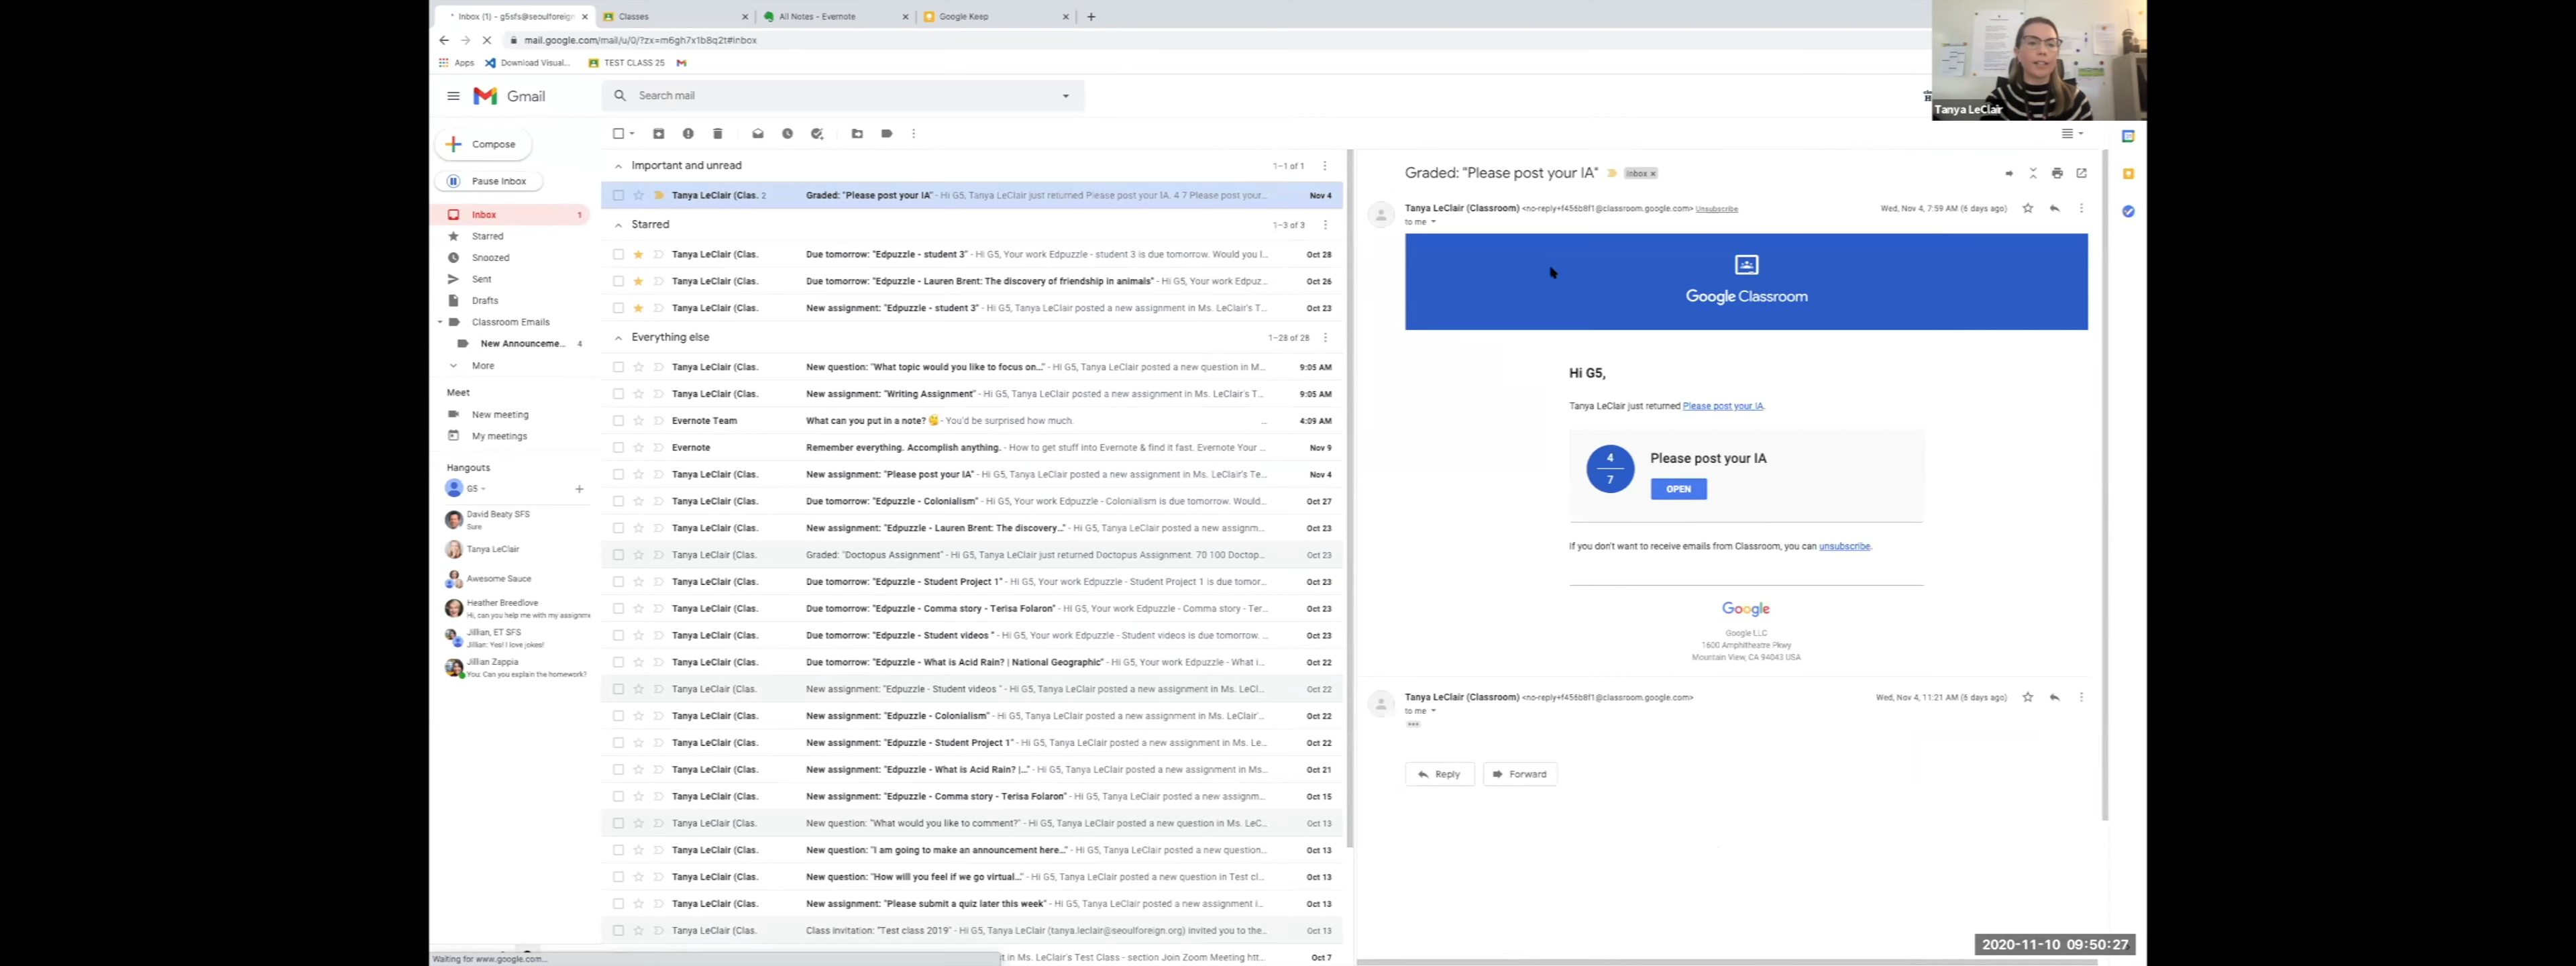 Inbox (1) - g5sfs@seoulforeign
Classes
All Notes - Evernote
Google Keep
mail.google.com/mail/u/0/?zx=m6gh7x1b8q2t#inbox
Apps
Download Visual...
TEST CLASS 25
Tanya LeClair
Gmail
Search mail
Compose
Pause Inbox
Inbox 1
Starred
Snoozed
Sent
Drafts
Classroom Emails
New Announceme... 4
More
Meet
New meeting
My meetings
Hangouts
G5
David Beaty SFS
Sure
Tanya LeClair
Awesome Sauce
Heather Breedlove
Hi, can you help me with my assignme
Jillian, ET SFS
Jillian: Yes! I love jokes!
Jillian Zappia
You: Can you explain the homework?
Important and unread 1–1 of 1
Tanya LeClair (Clas. 2 Graded: "Please post your IA" - Hi G5, Tanya LeClair just returned Please post your IA. 4 7 Please post your... Nov 4
Starred 1–3 of 3
Tanya LeClair (Clas. Due tomorrow: "Edpuzzle - student 3" - Hi G5, Your work Edpuzzle - student 3 is due tomorrow. Would you l... Oct 28
Tanya LeClair (Clas. Due tomorrow: "Edpuzzle - Lauren Brent: The discovery of friendship in animals" - Hi G5, Your work Edpuz... Oct 26
Tanya LeClair (Clas. New assignment: "Edpuzzle - student 3" - Hi G5, Tanya LeClair posted a new assignment in Ms. LeClair's T... Oct 23
Everything else 1–28 of 28
Tanya LeClair (Clas. New question: "What topic would you like to focus on..." - Hi G5, Tanya LeClair posted a new question in M... 9:05 AM
Tanya LeClair (Clas. New assignment: "Writing Assignment" - Hi G5, Tanya LeClair posted a new assignment in Ms. LeClair's T... 9:05 AM
Evernote Team What can you put in a note? 🤔 - You'd be surprised how much. ... 4:09 AM
Evernote Remember everything. Accomplish anything. - How to get stuff into Evernote & find it fast. Evernote Your ... Nov 9
Tanya LeClair (Clas. New assignment: "Please post your IA" - Hi G5, Tanya LeClair posted a new assignment in Ms. LeClair's Te... Nov 4
Tanya LeClair (Clas. Due tomorrow: "Edpuzzle - Colonialism" - Hi G5, Your work Edpuzzle - Colonialism is due tomorrow. Would... Oct 27
Tanya LeClair (Clas. New assignment: "Edpuzzle - Lauren Brent: The discovery..." - Hi G5, Tanya LeClair posted a new assignm... Oct 23
Tanya LeClair (Clas. Graded: "Doctopus Assignment" - Hi G5, Tanya LeClair just returned Doctopus Assignment. 70 100 Doctop... Oct 23
Tanya LeClair (Clas. Due tomorrow: "Edpuzzle - Student Project 1" - Hi G5, Your work Edpuzzle - Student Project 1 is due tomor... Oct 23
Tanya LeClair (Clas. Due tomorrow: "Edpuzzle - Comma story - Terisa Folaron" - Hi G5, Your work Edpuzzle - Comma story - Ter... Oct 23
Tanya LeClair (Clas. Due tomorrow: "Edpuzzle - Student videos " - Hi G5, Your work Edpuzzle - Student videos is due tomorrow. ... Oct 23
Tanya LeClair (Clas. Due tomorrow: "Edpuzzle - What is Acid Rain? | National Geographic" - Hi G5, Your work Edpuzzle - What i... Oct 22
Tanya LeClair (Clas. New assignment: "Edpuzzle - Student videos " - Hi G5, Tanya LeClair posted a new assignment in Ms. LeCl... Oct 22
Tanya LeClair (Clas. New assignment: "Edpuzzle - Colonialism" - Hi G5, Tanya LeClair posted a new assignment in Ms. LeClair'... Oct 22
Tanya LeClair (Clas. New assignment: "Edpuzzle - Student Project 1" - Hi G5, Tanya LeClair posted a new assignment in Ms. Le... Oct 22
Tanya LeClair (Clas. New assignment: "Edpuzzle - What is Acid Rain? |..." - Hi G5, Tanya LeClair posted a new assignment in Ms... Oct 21
Tanya LeClair (Clas. New assignment: "Edpuzzle - Comma story - Terisa Folaron" - Hi G5, Tanya LeClair posted a new assignm... Oct 15
Tanya LeClair (Clas. New question: "What would you like to comment?" - Hi G5, Tanya LeClair posted a new question in Ms. LeC... Oct 13
Tanya LeClair (Clas. New question: "I am going to make an announcement here..." - Hi G5, Tanya LeClair posted a new question... Oct 13
Tanya LeClair (Clas. New question: "How will you feel if we go virtual..." - Hi G5, Tanya LeClair posted a new question in Test cl... Oct 13
Tanya LeClair (Clas. New assignment: "Please submit a quiz later this week" - Hi G5, Tanya LeClair posted a new assignment i... Oct 13
Tanya LeClair (Clas. Class invitation: "Test class 2019" - Hi G5, Tanya LeClair (tanya.leclair@seoulforeign.org) invited you to the... Oct 13
t in Ms. LeClair's Test Class - section Join Zoom Meeting htt... Oct 7
Waiting for www.google.com...
Graded: "Please post your IA" Inbox x
Tanya LeClair (Classroom) <no-reply+f456b8f1@classroom.google.com> Unsubscribe Wed, Nov 4, 7:59 AM (6 days ago)
to me
Google Classroom
Hi G5,
Tanya LeClair just returned Please post your IA.
4
7
Please post your IA
OPEN
If you don't want to receive emails from Classroom, you can unsubscribe.
Google
Google LLC
1600 Amphitheatre Pkwy
Mountain View, CA 94043 USA
Tanya LeClair (Classroom) <no-reply+f456b8f1@classroom.google.com> Wed, Nov 4, 11:21 AM (6 days ago)
to me
Reply
Forward
2020-11-10 09:50:27